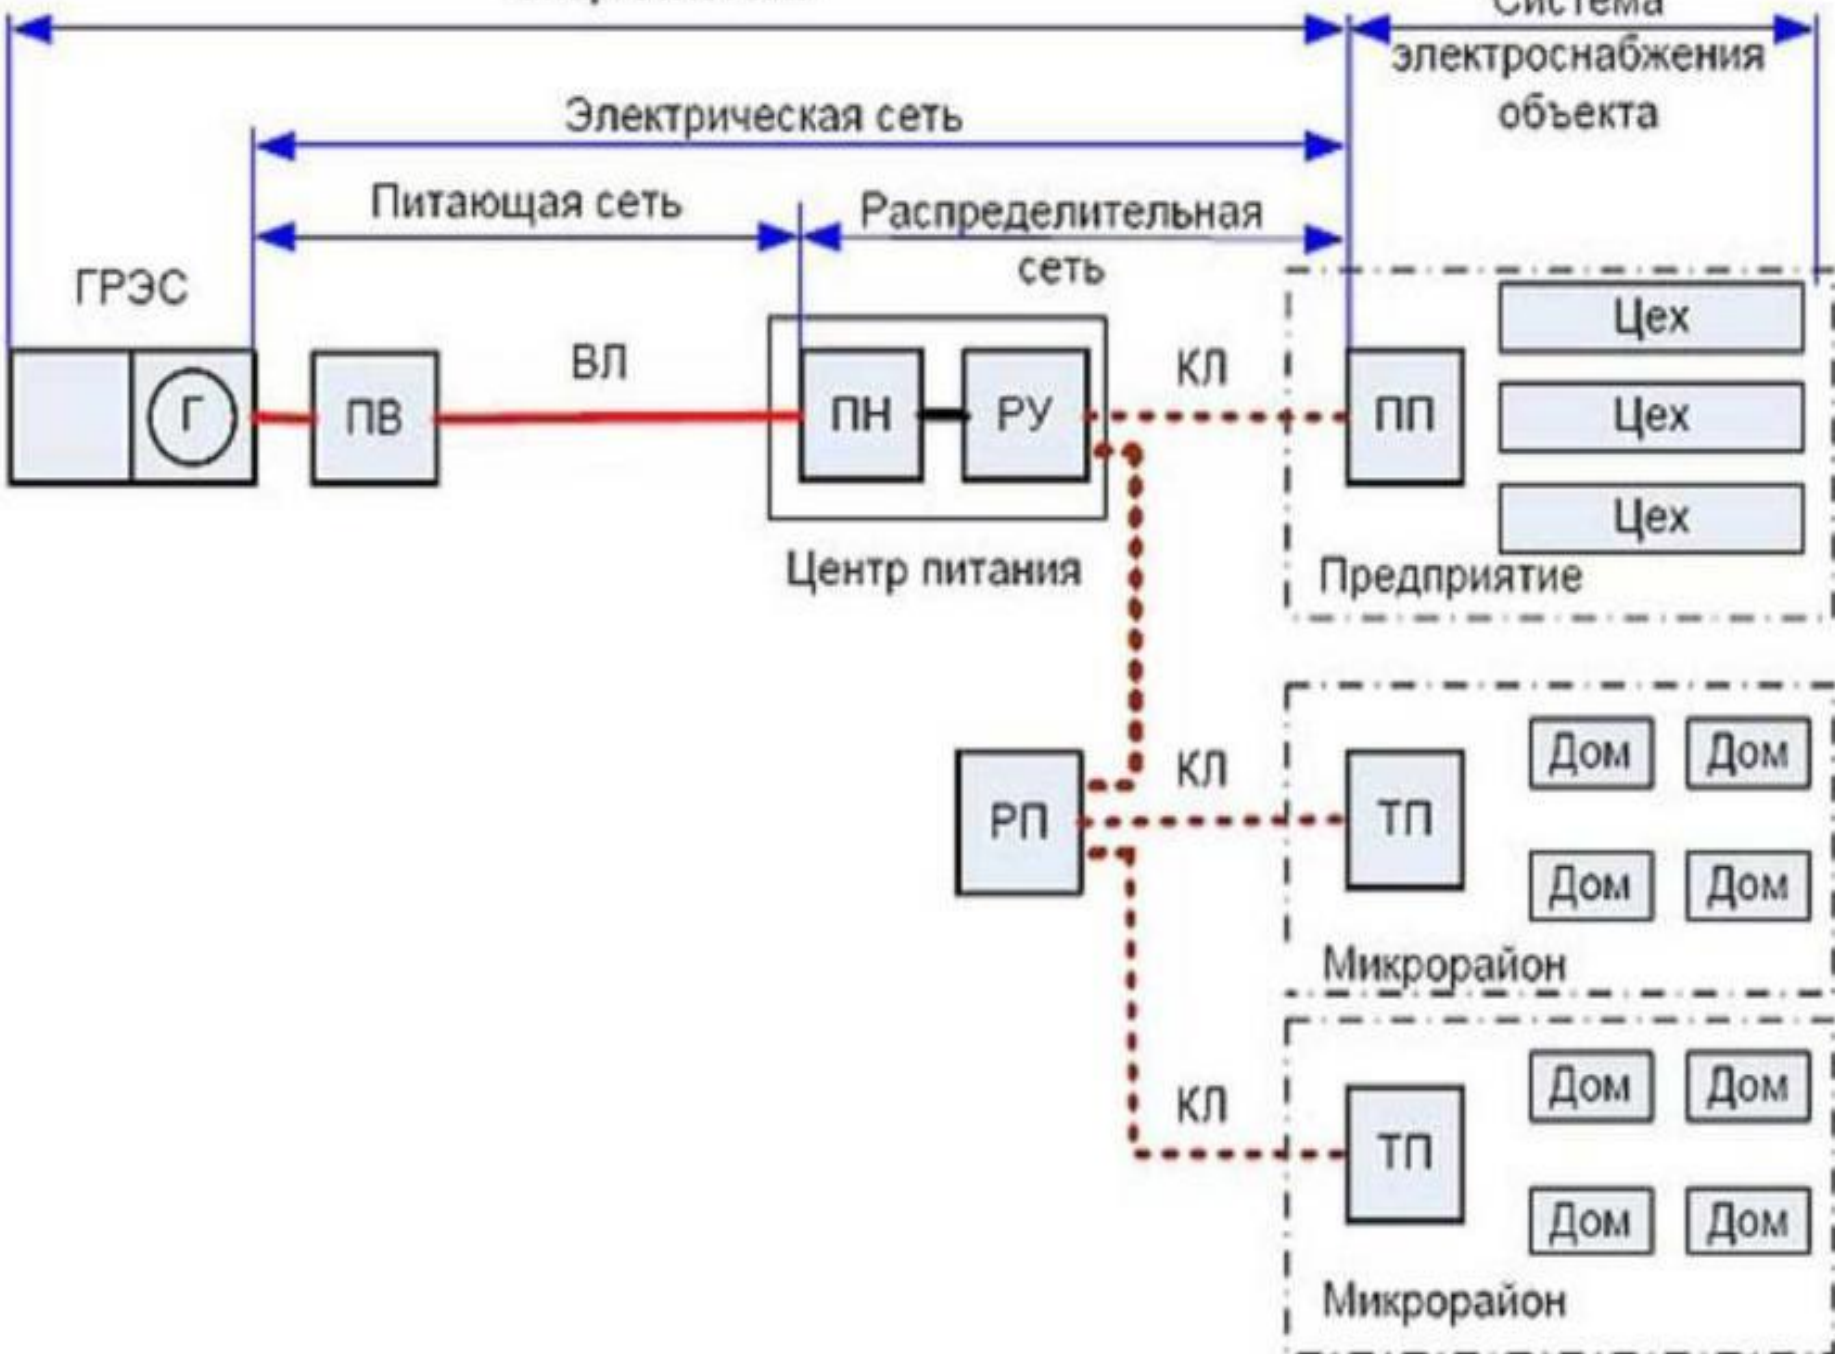 Система
электроснабжения
объекта
Электрическая сеть
Питающая сеть
Распределительная
сеть
ГРЭС
Г
ПВ
ВЛ
ПН
РУ
КЛ
ПП
Цех
Цех
Цех
Центр питания
Предприятие
РП
КЛ
ТП
Дом
Дом
Дом
Дом
Микрорайон
КЛ
ТП
Дом
Дом
Дом
Дом
Микрорайон